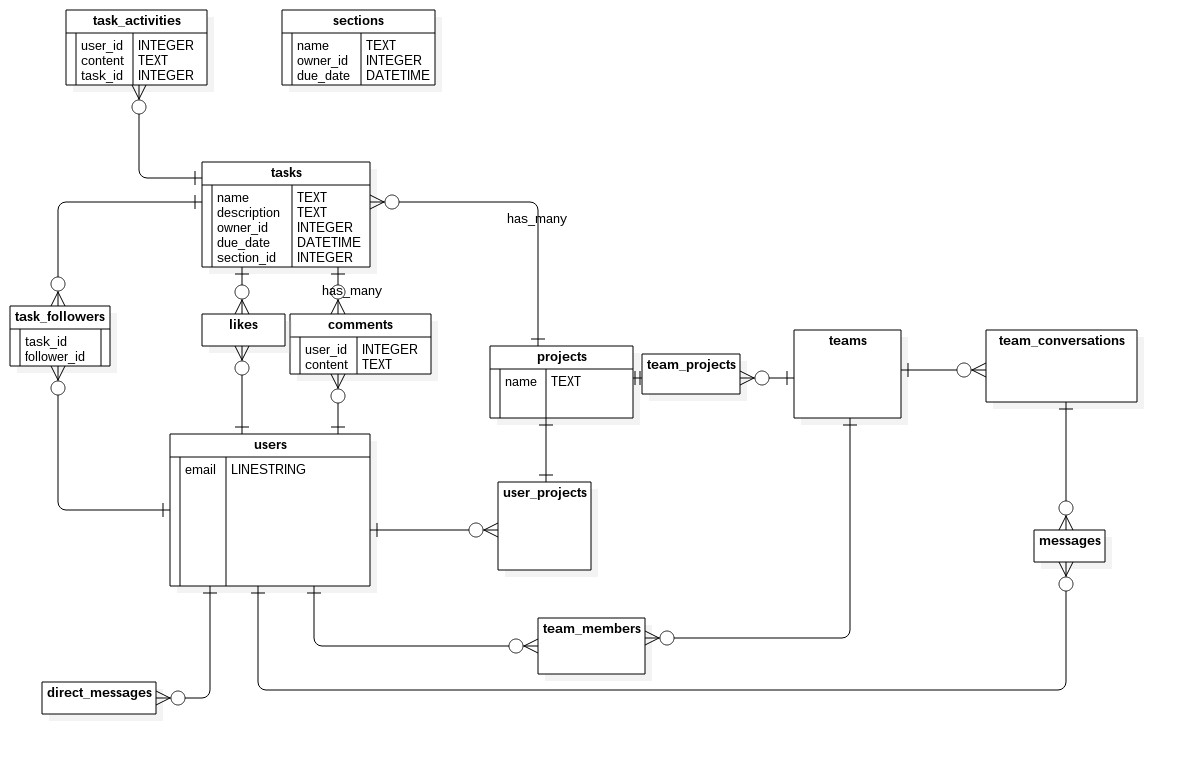 task_activities
user_id INTEGER
content TEXT
task_id INTEGER
sections
name TEXT
owner_id INTEGER
due_date DATETIME
tasks
name TEXT
description TEXT
owner_id INTEGER
due_date DATETIME
section_id INTEGER
has_many
has_many
task_followers
task_id
follower_id
likes
comments
user_id INTEGER
content TEXT
projects
name TEXT
team_projects
teams
team_conversations
users
email LINESTRING
user_projects
messages
team_members
direct_messages